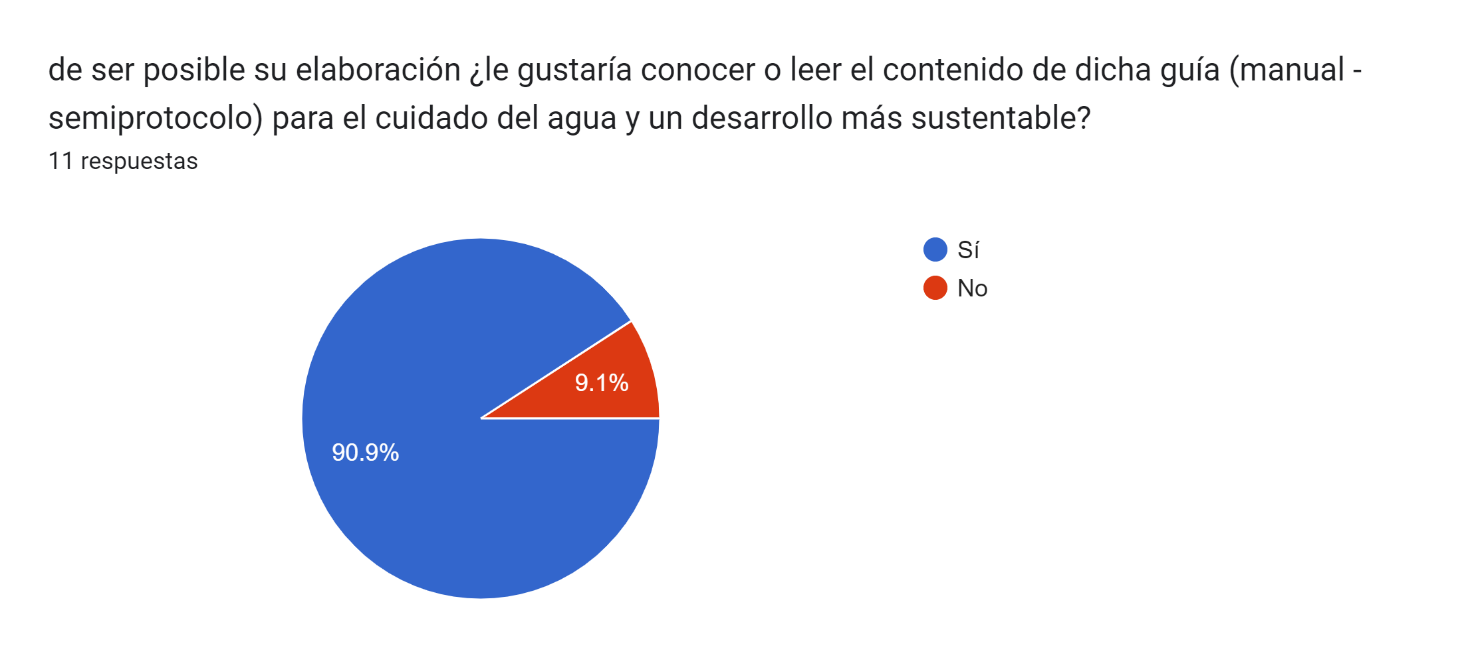 de ser posible su elaboración ¿le gustaría conocer o leer el contenido de dicha guía (manual -
semiprotocolo) para el cuidado del agua y un desarrollo más sustentable?
11 respuestas
Sí
No
9.1%
90.9%